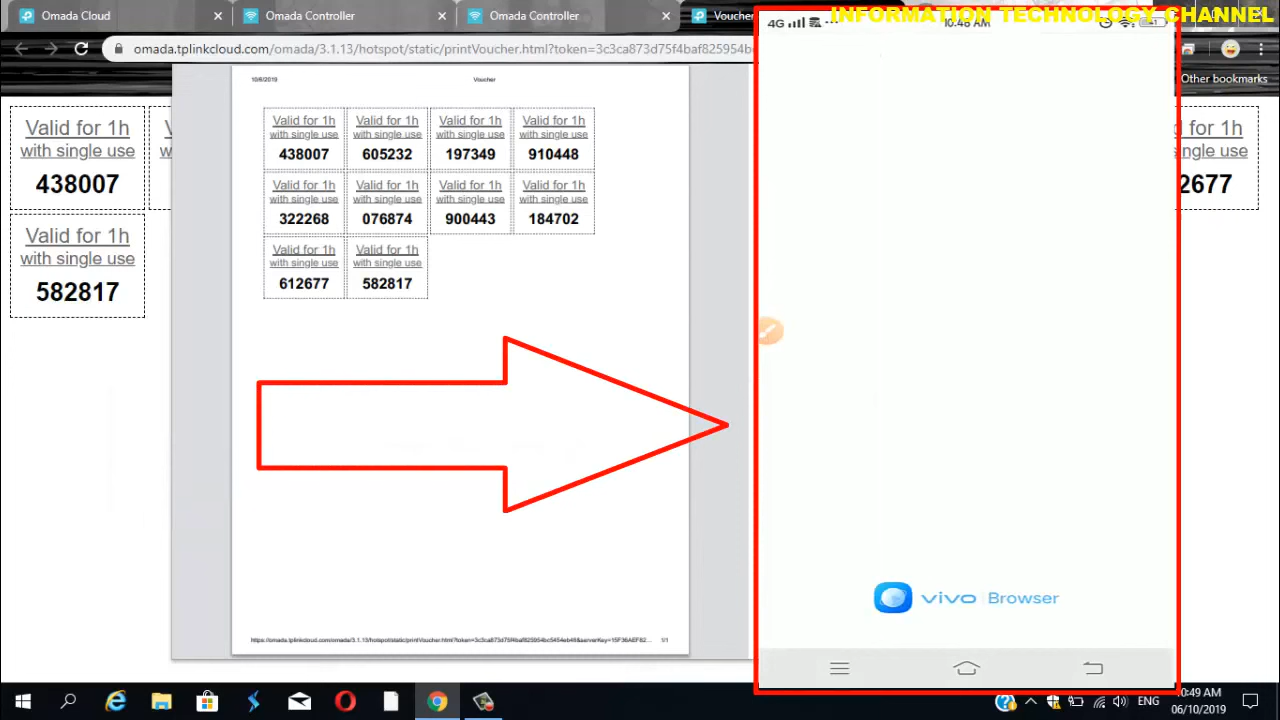 INFORMATION TECHNOLOGY CHANNEL
Omada Controller
Omada Controller
Omada Controller
omada.tplinkcloud.com/omada/3.1.13/hotspot/static/printVoucher.html?token=3c3ca873d75f4baf825954bc
Other bookmarks
4G
10:48 AM
Valid for 1h
with single use
438007
Valid for 1h
with single use
582817
10/6/2019
Voucher
Valid for 1h Valid for 1h Valid for 1h Valid for 1h
with single use with single use with single use with single use
438007 605232 197349 910448
Valid for 1h Valid for 1h Valid for 1h Valid for 1h
with single use with single use with single use with single use
322268 076874 900443 184702
Valid for 1h Valid for 1h
with single use with single use
612677 582817
1/1
vivo Browser
ENG
10:49 AM
06/10/2019